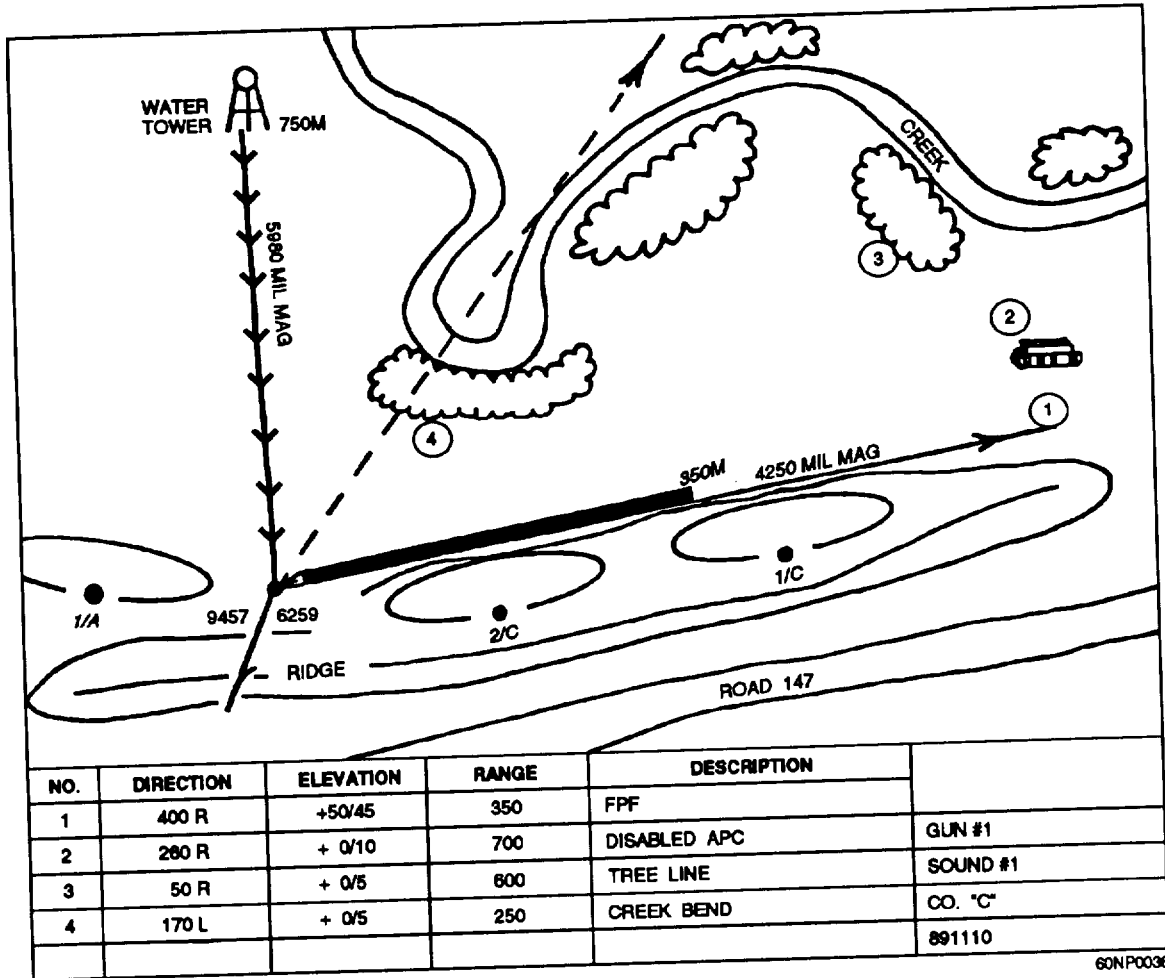 WATER
TOWER
750M
5980 MIL MAG
CREEK
3
2
1
4
350M
4250 MIL MAG
1/A
9457 6259
2/C
1/C
RIDGE
ROAD 147
NO. DIRECTION ELEVATION RANGE DESCRIPTION
1 400 R +50/45 350 FPF
2 260 R + 0/10 700 DISABLED APC GUN #1
3 50 R + 0/5 600 TREE LINE SOUND #1
4 170 L + 0/5 250 CREEK BEND CO. "C"
891110
60NP0036